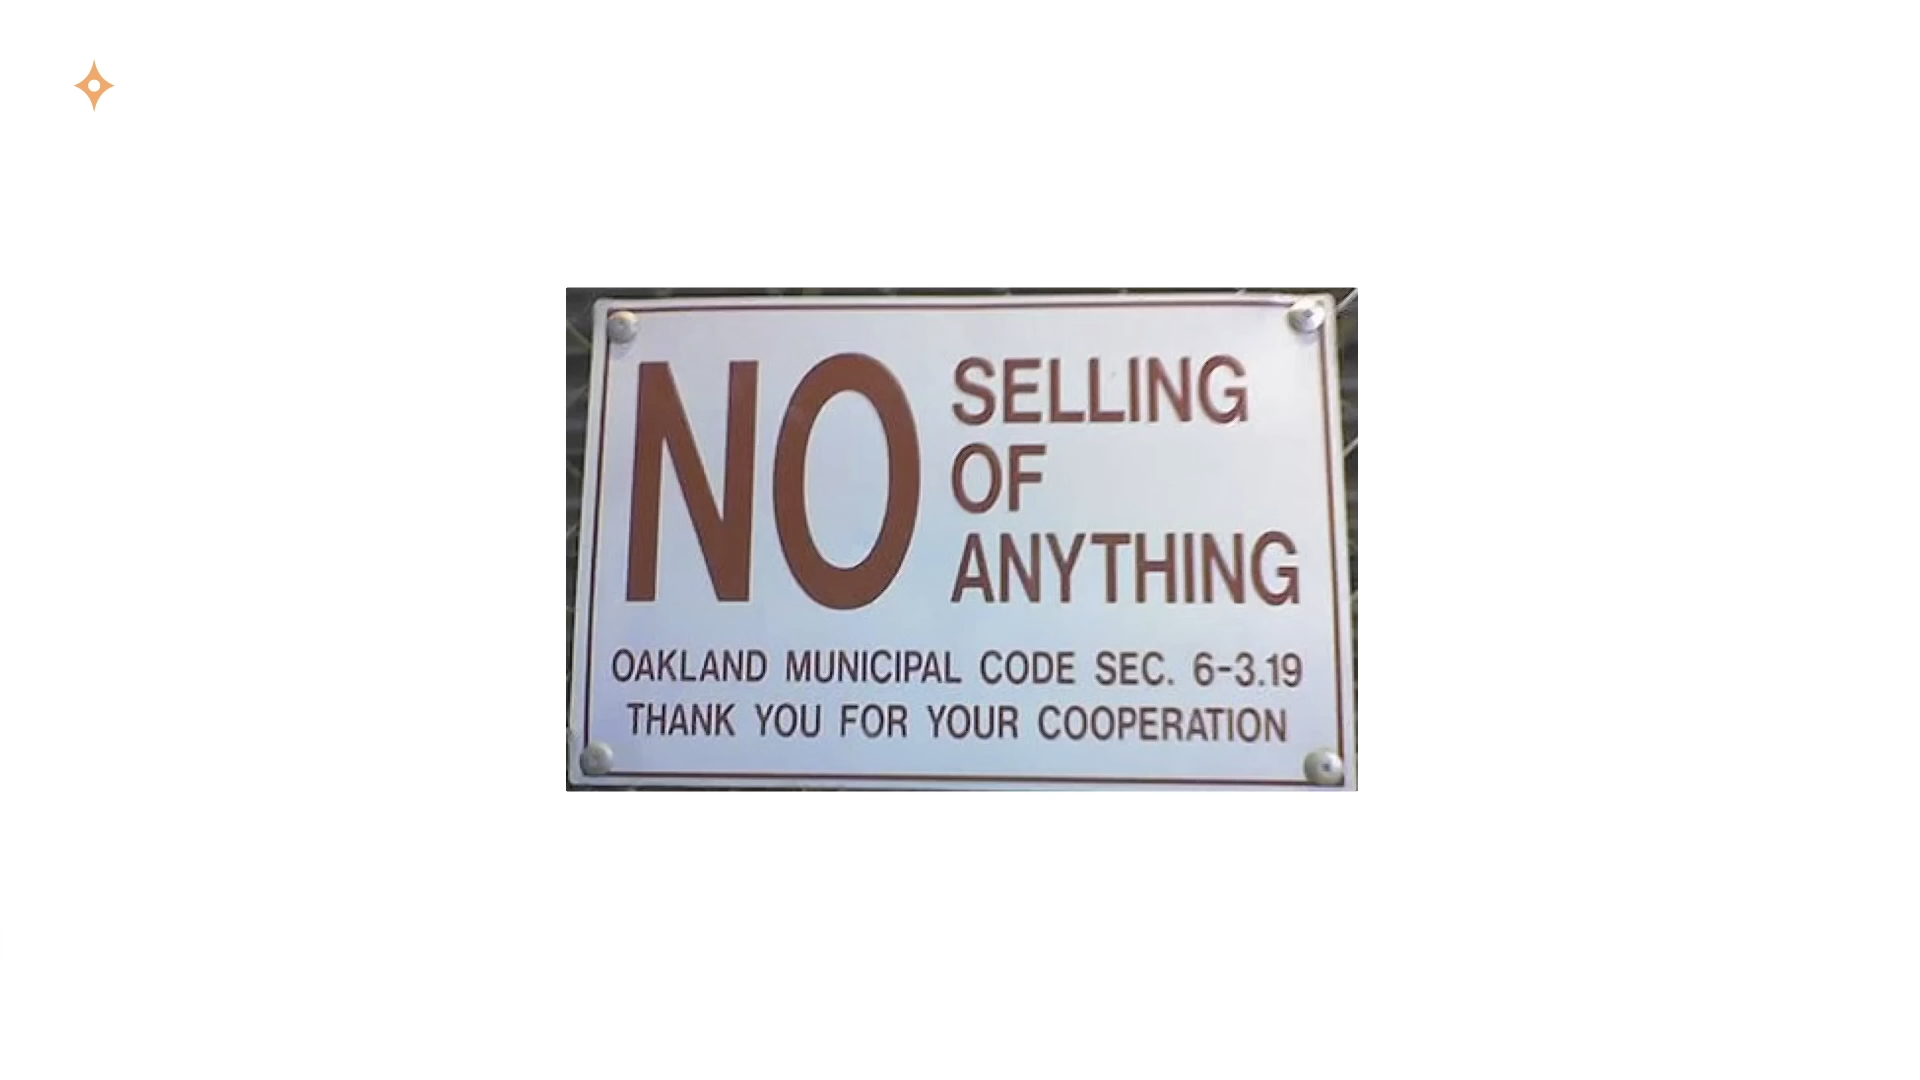 NO SELLING
OF
ANYTHING
OAKLAND MUNICIPAL CODE SEC. 6-3.19
THANK YOU FOR YOUR COOPERATION